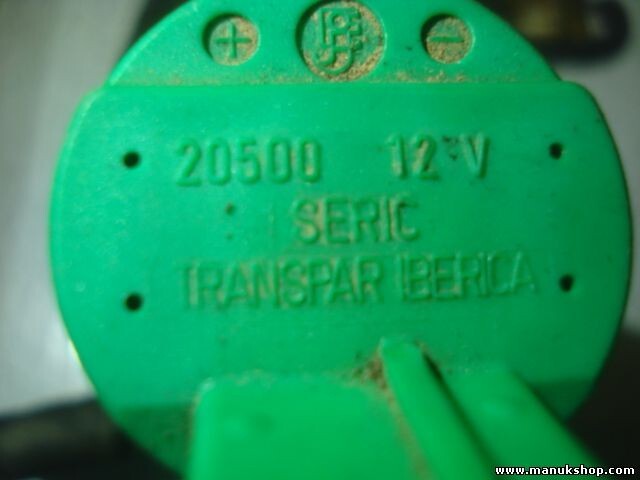 + -
20500 12 V
SERIC
TRANSPAR IBERICA
www.manukshop.com